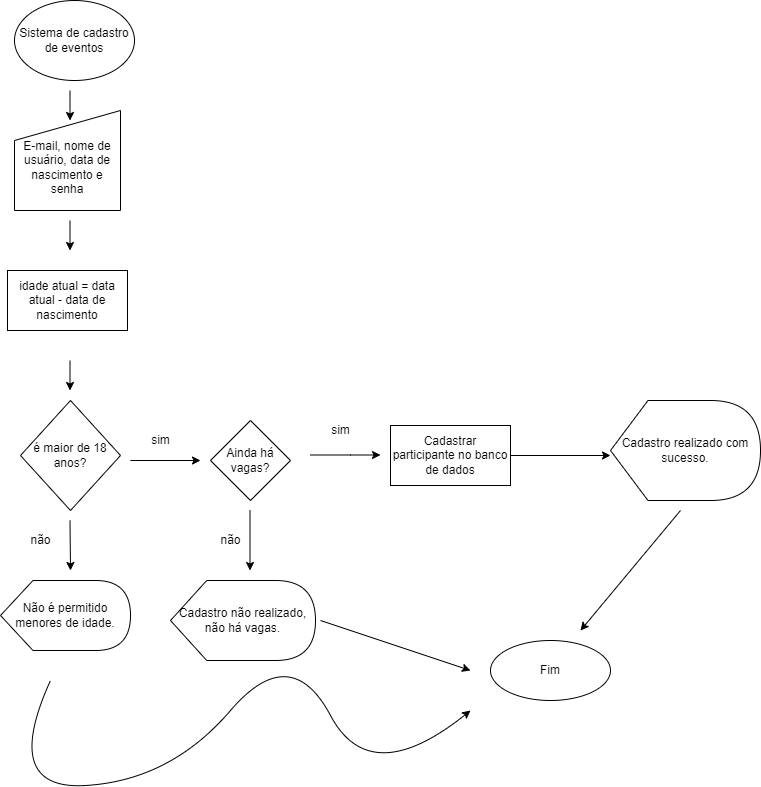 Sistema de cadastro
de eventos
E-mail, nome de
usuário, data de
nascimento e
senha
idade atual = data
atual - data de
nascimento
é maior de 18
anos?
sim
Ainda há
vagas?
sim
Cadastrar
participante no banco
de dados
Cadastro realizado com
sucesso.
não
não
Não é permitido
menores de idade.
Cadastro não realizado,
não há vagas.
Fim